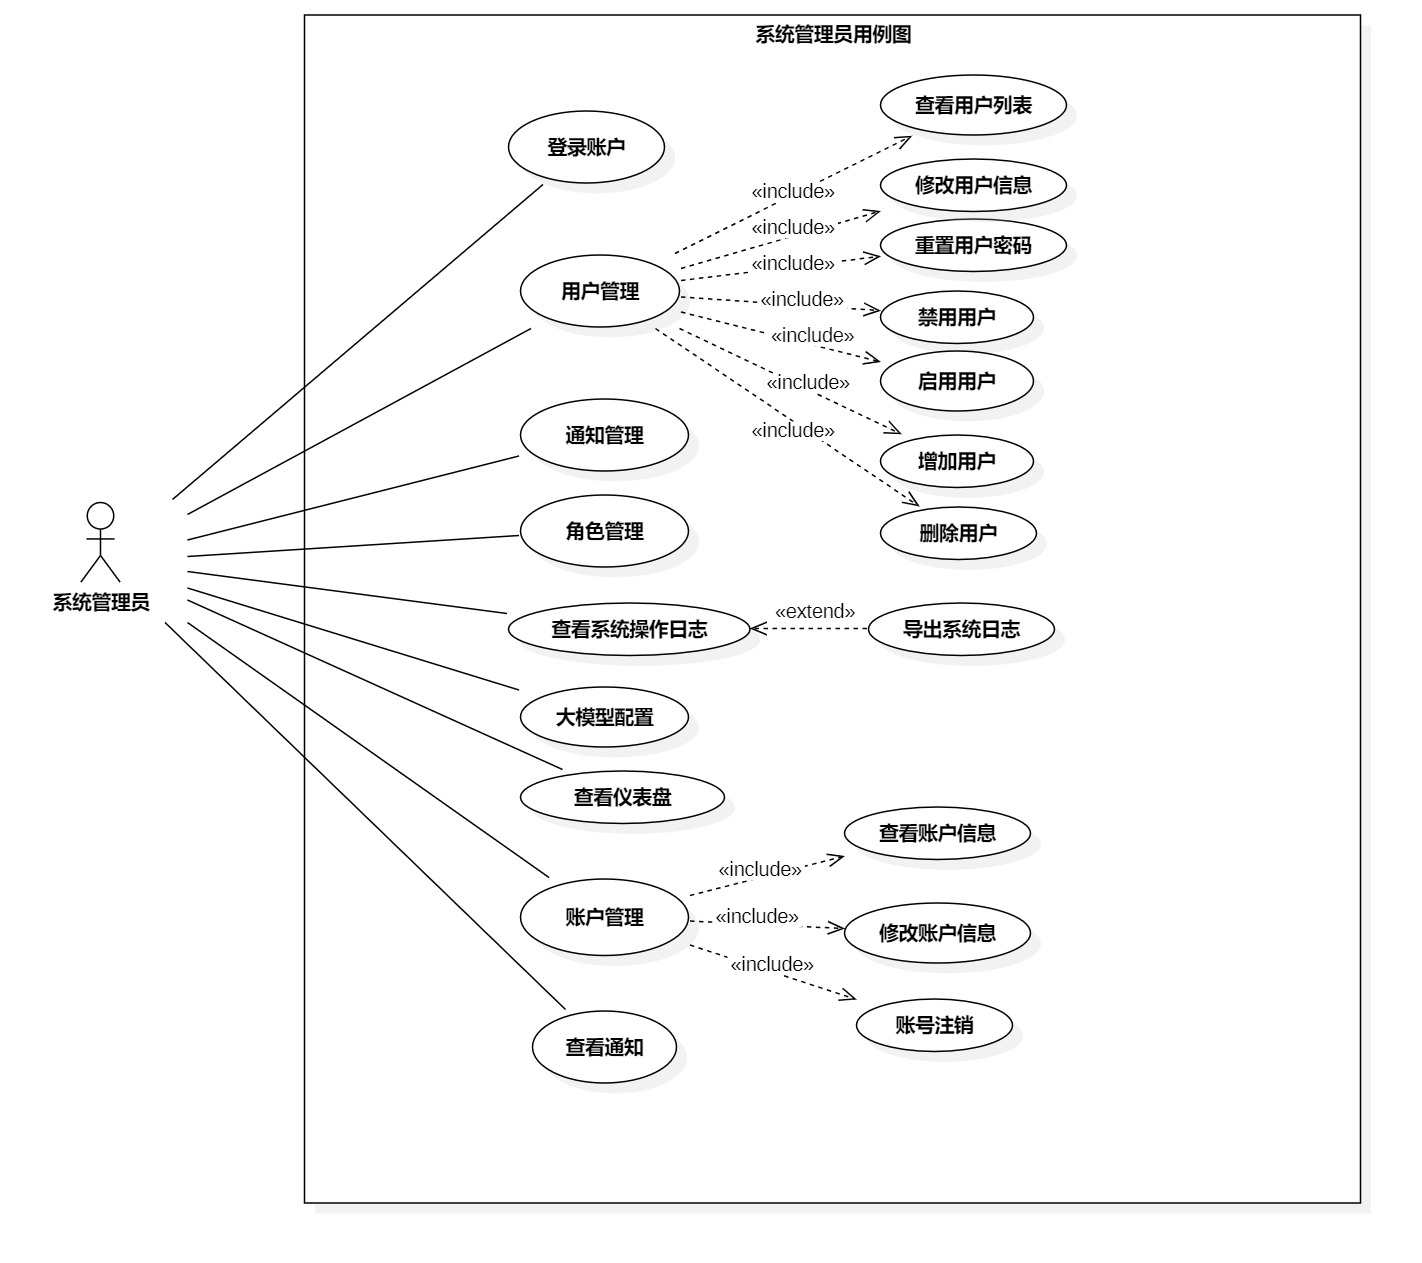 系统管理员用例图
查看用户列表
登录账户
«include»
修改用户信息
«include»
重置用户密码
«include»
用户管理
«include»
禁用用户
«include»
启用用户
«include»
通知管理
«include»
增加用户
角色管理
删除用户
系统管理员
«extend»
查看系统操作日志
导出系统日志
大模型配置
查看仪表盘
查看账户信息
«include»
账户管理
«include»
修改账户信息
«include»
账号注销
查看通知